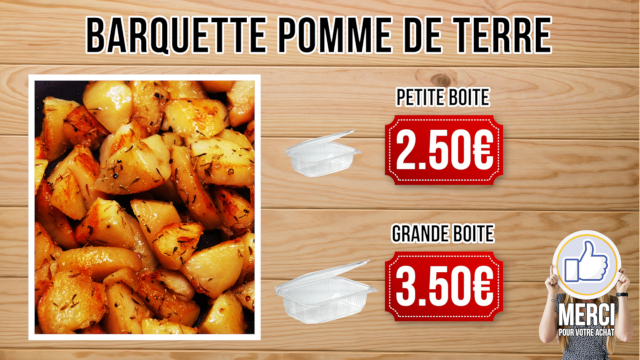 BARQUETTE POMME DE TERRE
PETITE BOITE
2.50€
GRANDE BOITE
3.50€
MERCI
POUR VOTRE ACHAT